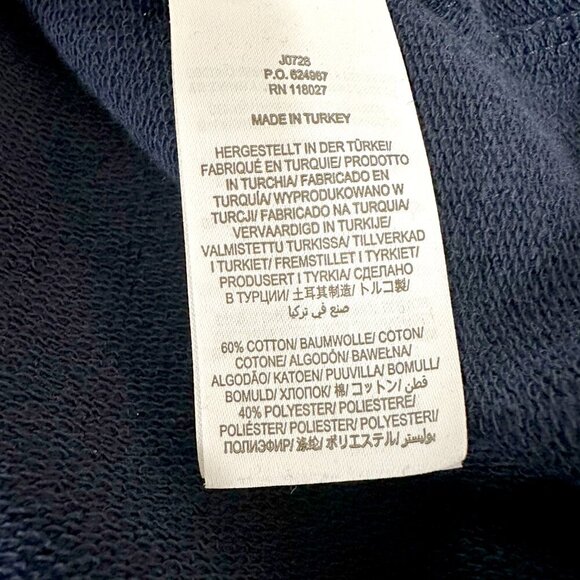 J0728
P.O. 624967
RN 118027
MADE IN TURKEY
HERGESTELLT IN DER TÜRKEI/
FABRIQUÉ EN TURQUIE/ PRODOTTO
IN TURCHIA/ FABRICADO EN
TURQUÍA/ WYPRODUKOWANO W
TURCJI/ FABRICADO NA TURQUIA/
VERVAARDIGD IN TURKIJE/
VALMISTETTU TURKISSA/ TILLVERKAD
I TURKIET/ FREMSTILLET I TYRKIET/
PRODUSERT I TYRKIA/ СДЕЛАНО
В ТУРЦИИ/ 土耳其制造/ トルコ製/
صنع في تركيا
60% COTTON/ BAUMWOLLE/ COTON/
COTONE/ ALGODÓN/ BAWEŁNA/
ALGODÃO/ KATOEN/ PUUVILLA/ BOMULL/
BOMULD/ ХЛОПОК/ 棉/ コットン/ قطن/
40% POLYESTER/ POLIESTERE/
POLIÉSTER/ POLYESTER/ POLYESTERI/
ПОЛИЭФИР/ 涤纶/ ポリエステル/ بوليستر